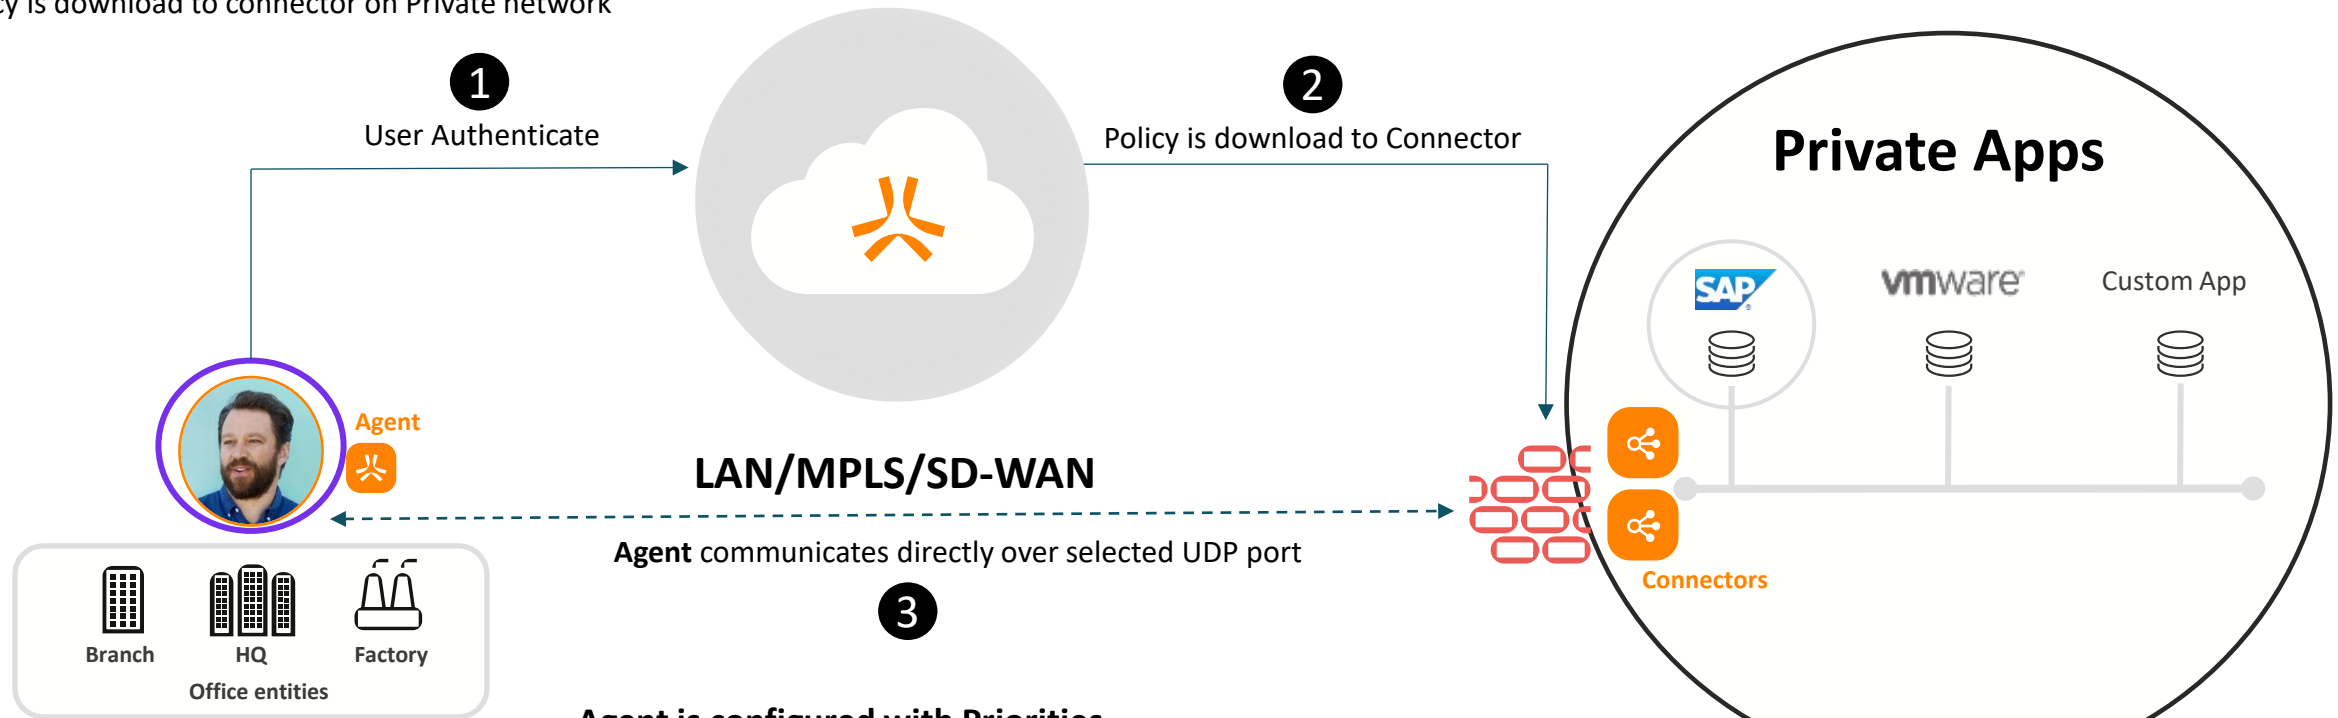 is download to connector on Private network
1
User Authenticate
2
Policy is download to Connector
Private Apps
SAP
vmware
Custom App
Agent
LAN/MPLS/SD-WAN
Agent communicates directly over selected UDP port
3
Connectors
Branch
HQ
Factory
Office entities
Agent is configured with Priorities